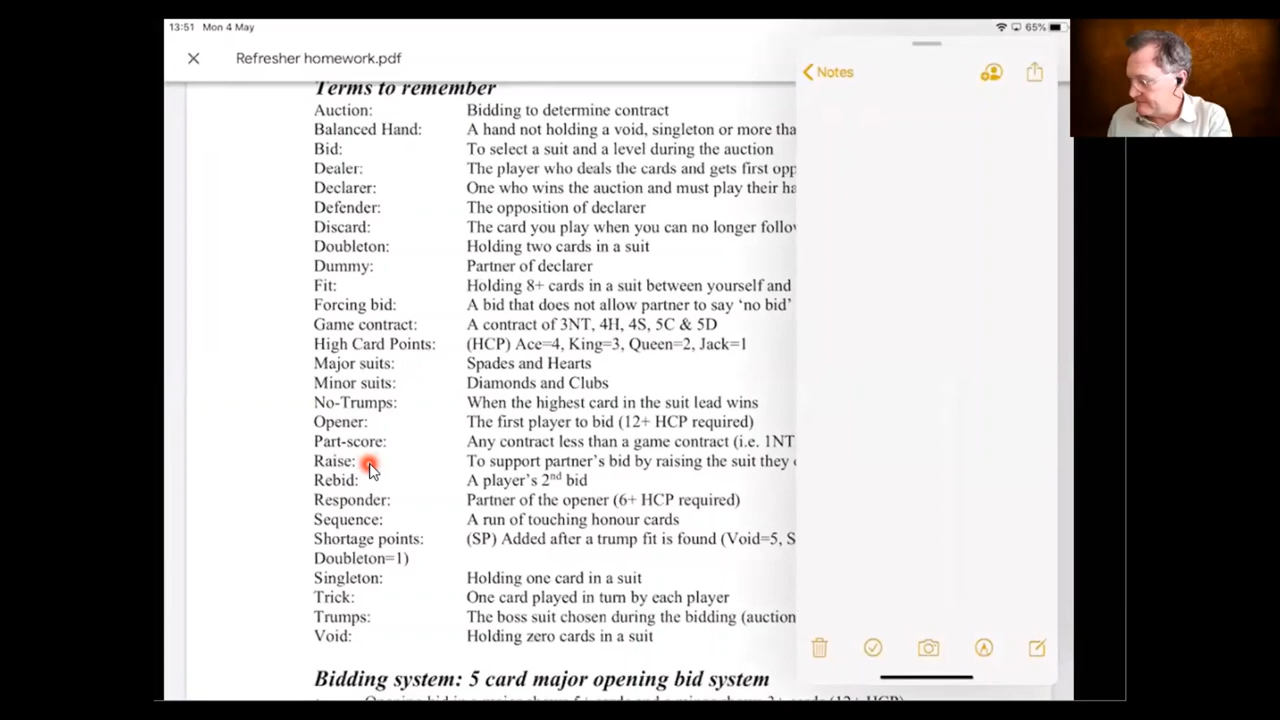 13:51 Mon 4 May
65%
Refresher homework.pdf
Notes
Terms to remember
Auction: Bidding to determine contract
Balanced Hand: A hand not holding a void, singleton or more tha
Bid: To select a suit and a level during the auction
Dealer: The player who deals the cards and gets first opp
Declarer: One who wins the auction and must play their ha
Defender: The opposition of declarer
Discard: The card you play when you can no longer follov
Doubleton: Holding two cards in a suit
Dummy: Partner of declarer
Fit: Holding 8+ cards in a suit between yourself and
Forcing bid: A bid that does not allow partner to say ‘no bid’
Game contract: A contract of 3NT, 4H, 4S, 5C & 5D
High Card Points: (HCP) Ace=4, King=3, Queen=2, Jack=1
Major suits: Spades and Hearts
Minor suits: Diamonds and Clubs
No-Trumps: When the highest card in the suit lead wins
Opener: The first player to bid (12+ HCP required)
Part-score: Any contract less than a game contract (i.e. 1NT
Raise: To support partner’s bid by raising the suit they
Rebid: A player’s 2nd bid
Responder: Partner of the opener (6+ HCP required)
Sequence: A run of touching honour cards
Shortage points: (SP) Added after a trump fit is found (Void=5, S
Doubleton=1)
Singleton: Holding one card in a suit
Trick: One card played in turn by each player
Trumps: The boss suit chosen during the bidding (auction
Void: Holding zero cards in a suit
Bidding system: 5 card major opening bid system